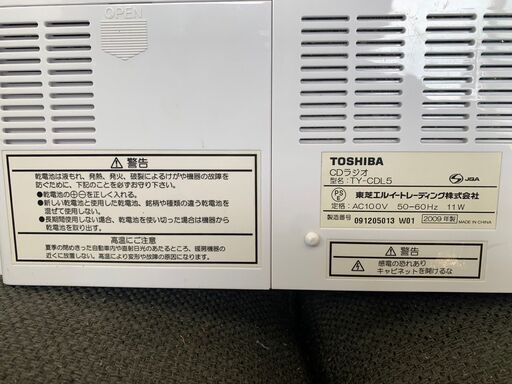 OPEN
警告
乾電池は液もれ、発熱、発火、破裂によるけがや機器の故障を
防ぐために、下記のことを必ずお守りください。
●乾電池の⊕⊖を正しく入れる。
●新しい乾電池と使用した乾電池、銘柄や種類の違う乾電池を
混ぜて使用しない。
●長期間使用しない場合、乾電池を使い切った場合は機器から
乾電池を取り出す。
高温にご注意
夏季の閉めきった自動車内や直射日光のあたるところ、暖房機器の
近くに放置しない。高温により変形や故障の原因になります。
TOSHIBA
CDラジオ
型名:TY-CDL5
JQA
PSE
東芝エルイートレーディング株式会社
定格:AC100V 50-60Hz 11W
製造番号 091205013 W01 2009年製 MADE IN CHINA
警告
感電の恐れあり
キャビネットを開けるな